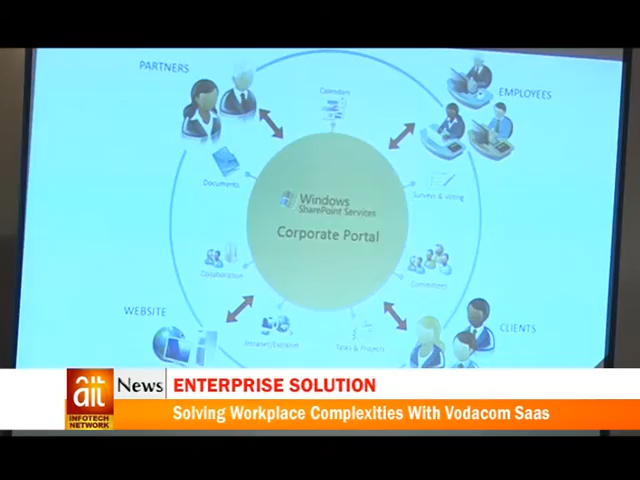 PARTNERS
Calendars
EMPLOYEES
Documents
Surveys & Voting
Windows
SharePoint Services
Corporate Portal
Collaboration
Committees
WEBSITE
Intranet/Extranet
Tasks & Projects
CLIENTS
ait
INFOTECH
NETWORK
News
ENTERPRISE SOLUTION
Solving Workplace Complexities With Vodacom Saas